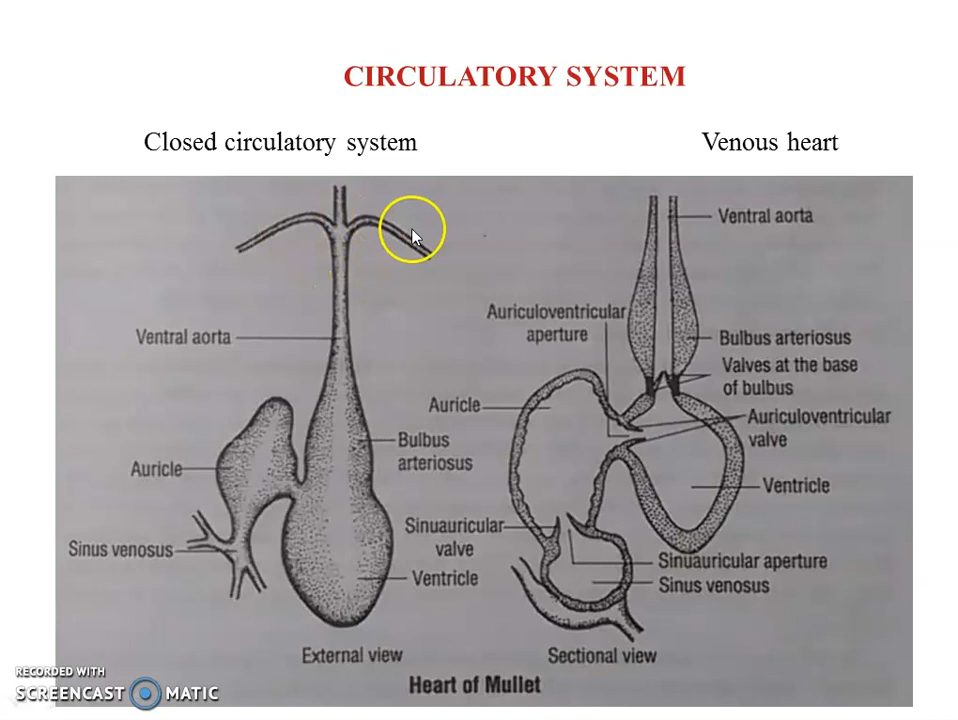 CIRCULATORY SYSTEM
Closed circulatory system
Venous heart
Ventral aorta
Auricle
Sinus venosus
Bulbus
arteriosus
Ventricle
External view
Ventral aorta
Auriculoventricular
aperture
Bulbus arteriosus
Valves at the base
of bulbus
Auricle
Auriculoventricular
valve
Ventricle
Sinuauricular
valve
Sinuauricular aperture
Sinus venosus
Sectional view
Heart of Mullet
RECORDED WITH
SCREENCAST MATIC